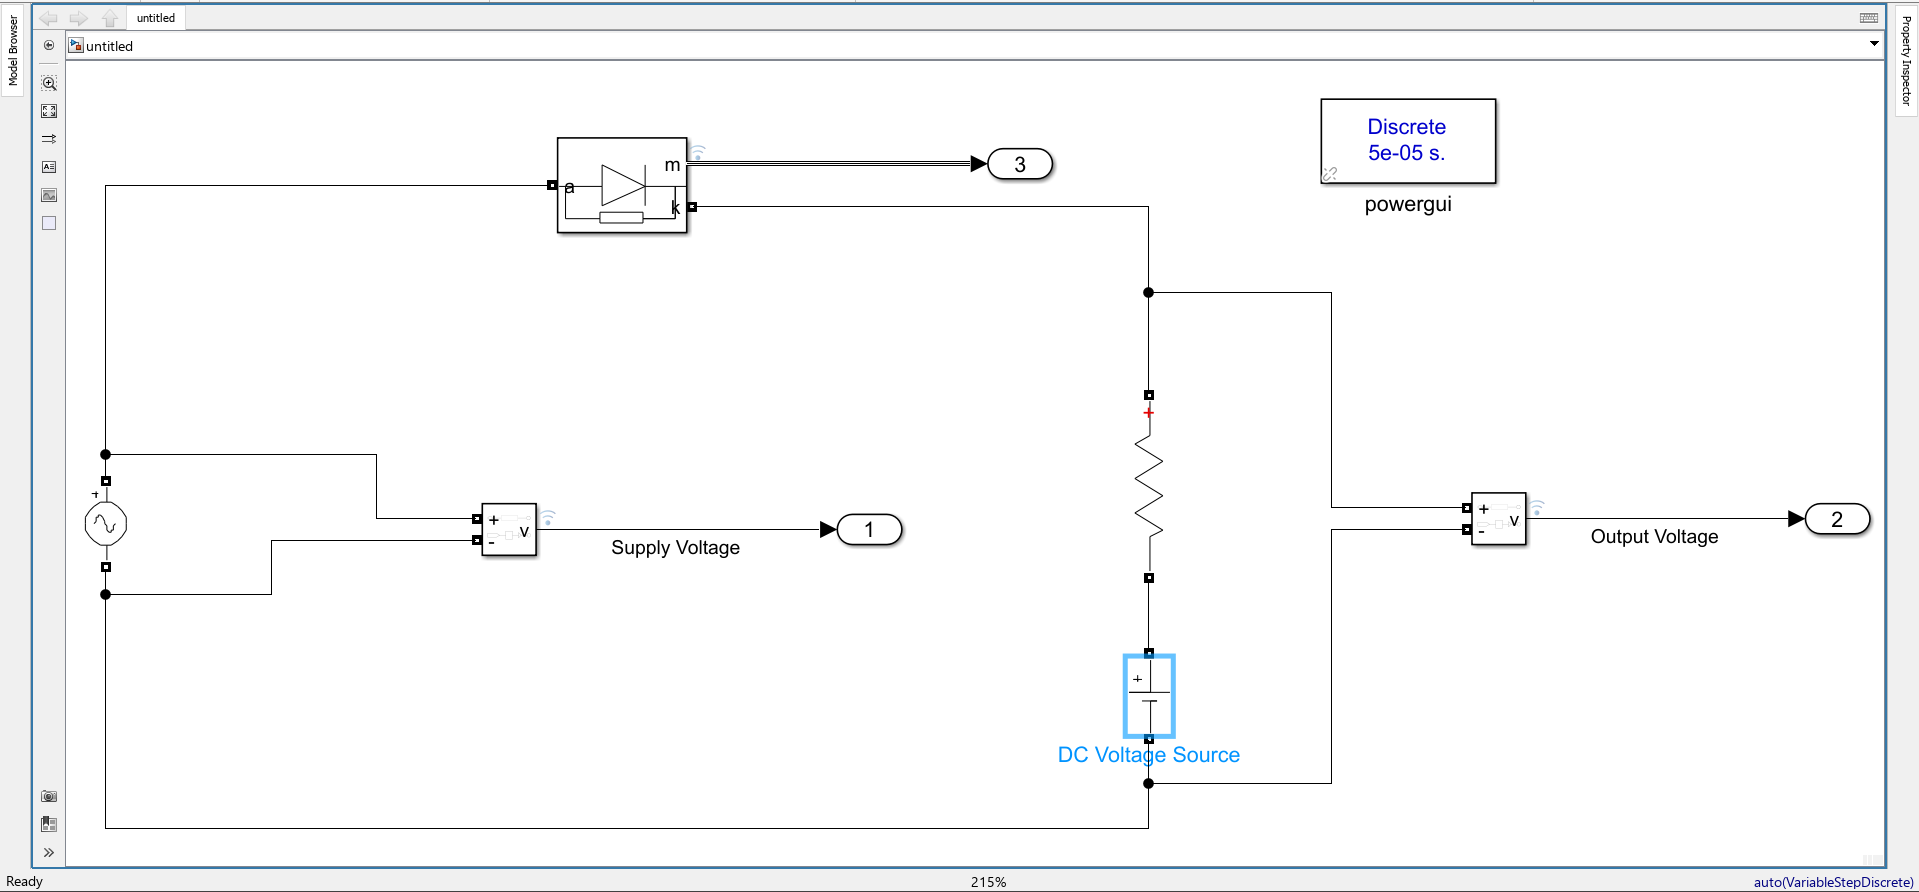 untitled
Model Browser
Property Inspector
untitled
Discrete
5e-05 s.
powergui
m
a
k
3
+
+
-
v
Supply Voltage
1
+
+
-
v
Output Voltage
2
+
DC Voltage Source
Ready
215%
auto(VariableStepDiscrete)